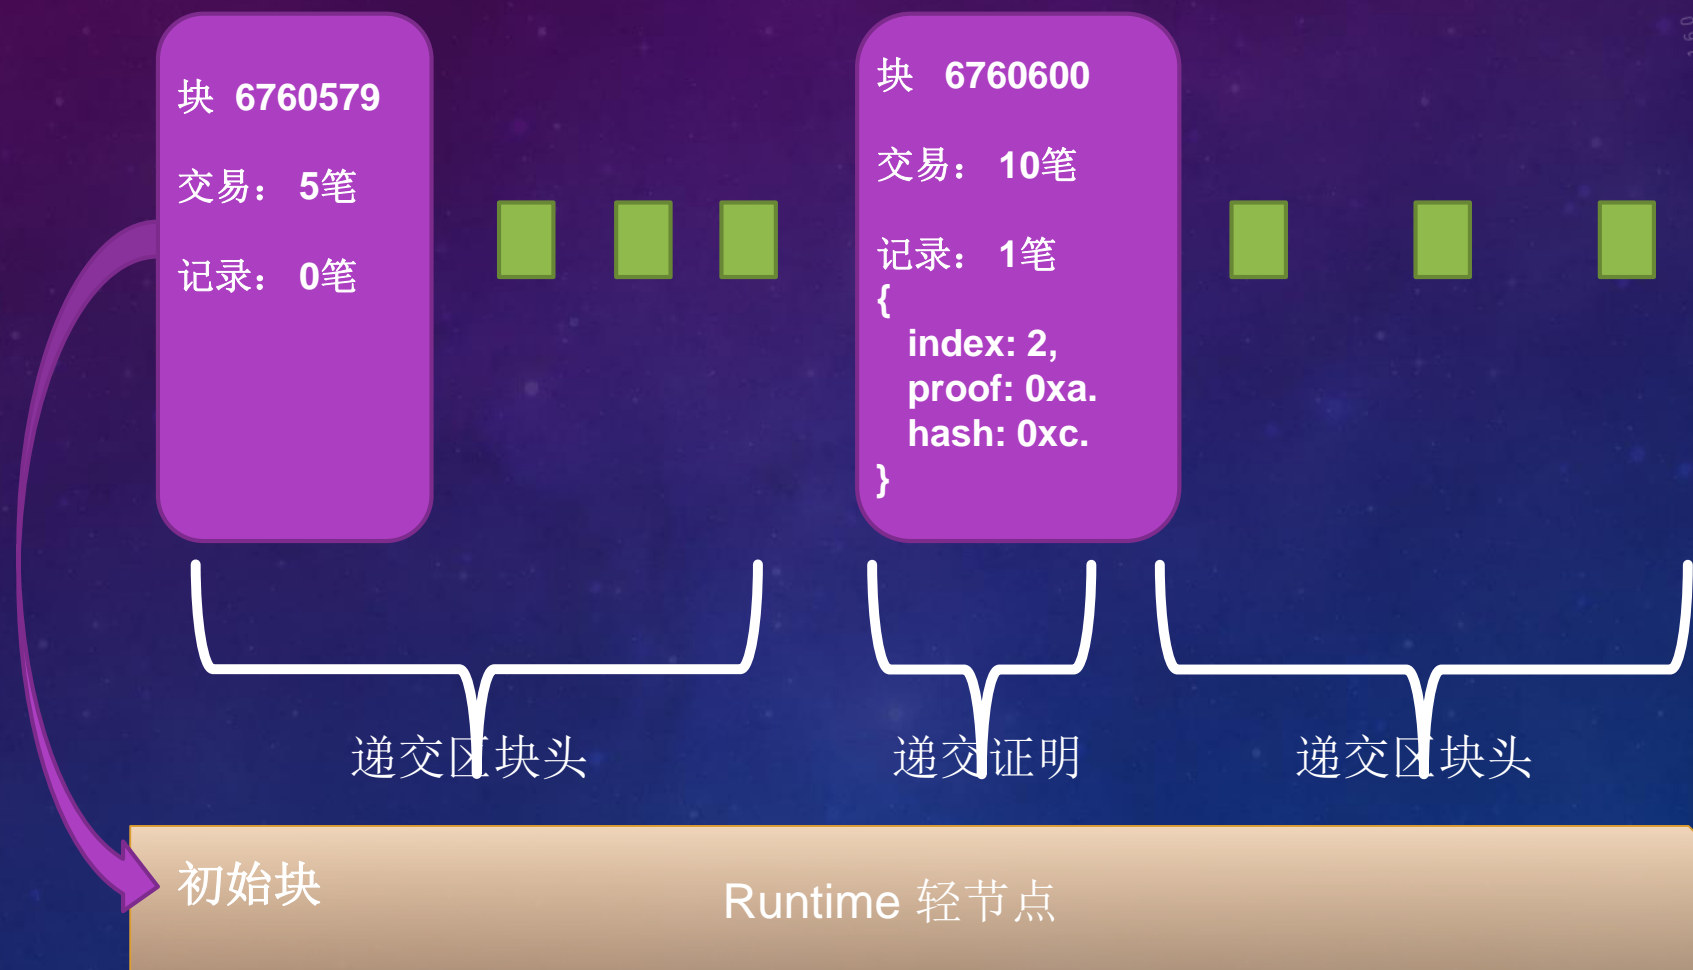 块 6760579
交易： 5笔
记录： 0笔
块 6760600
交易： 10笔
记录： 1笔
{
index: 2,
proof: 0xa.
hash: 0xc.
}
递交区块头
递交证明
递交区块头
初始块
Runtime 轻节点